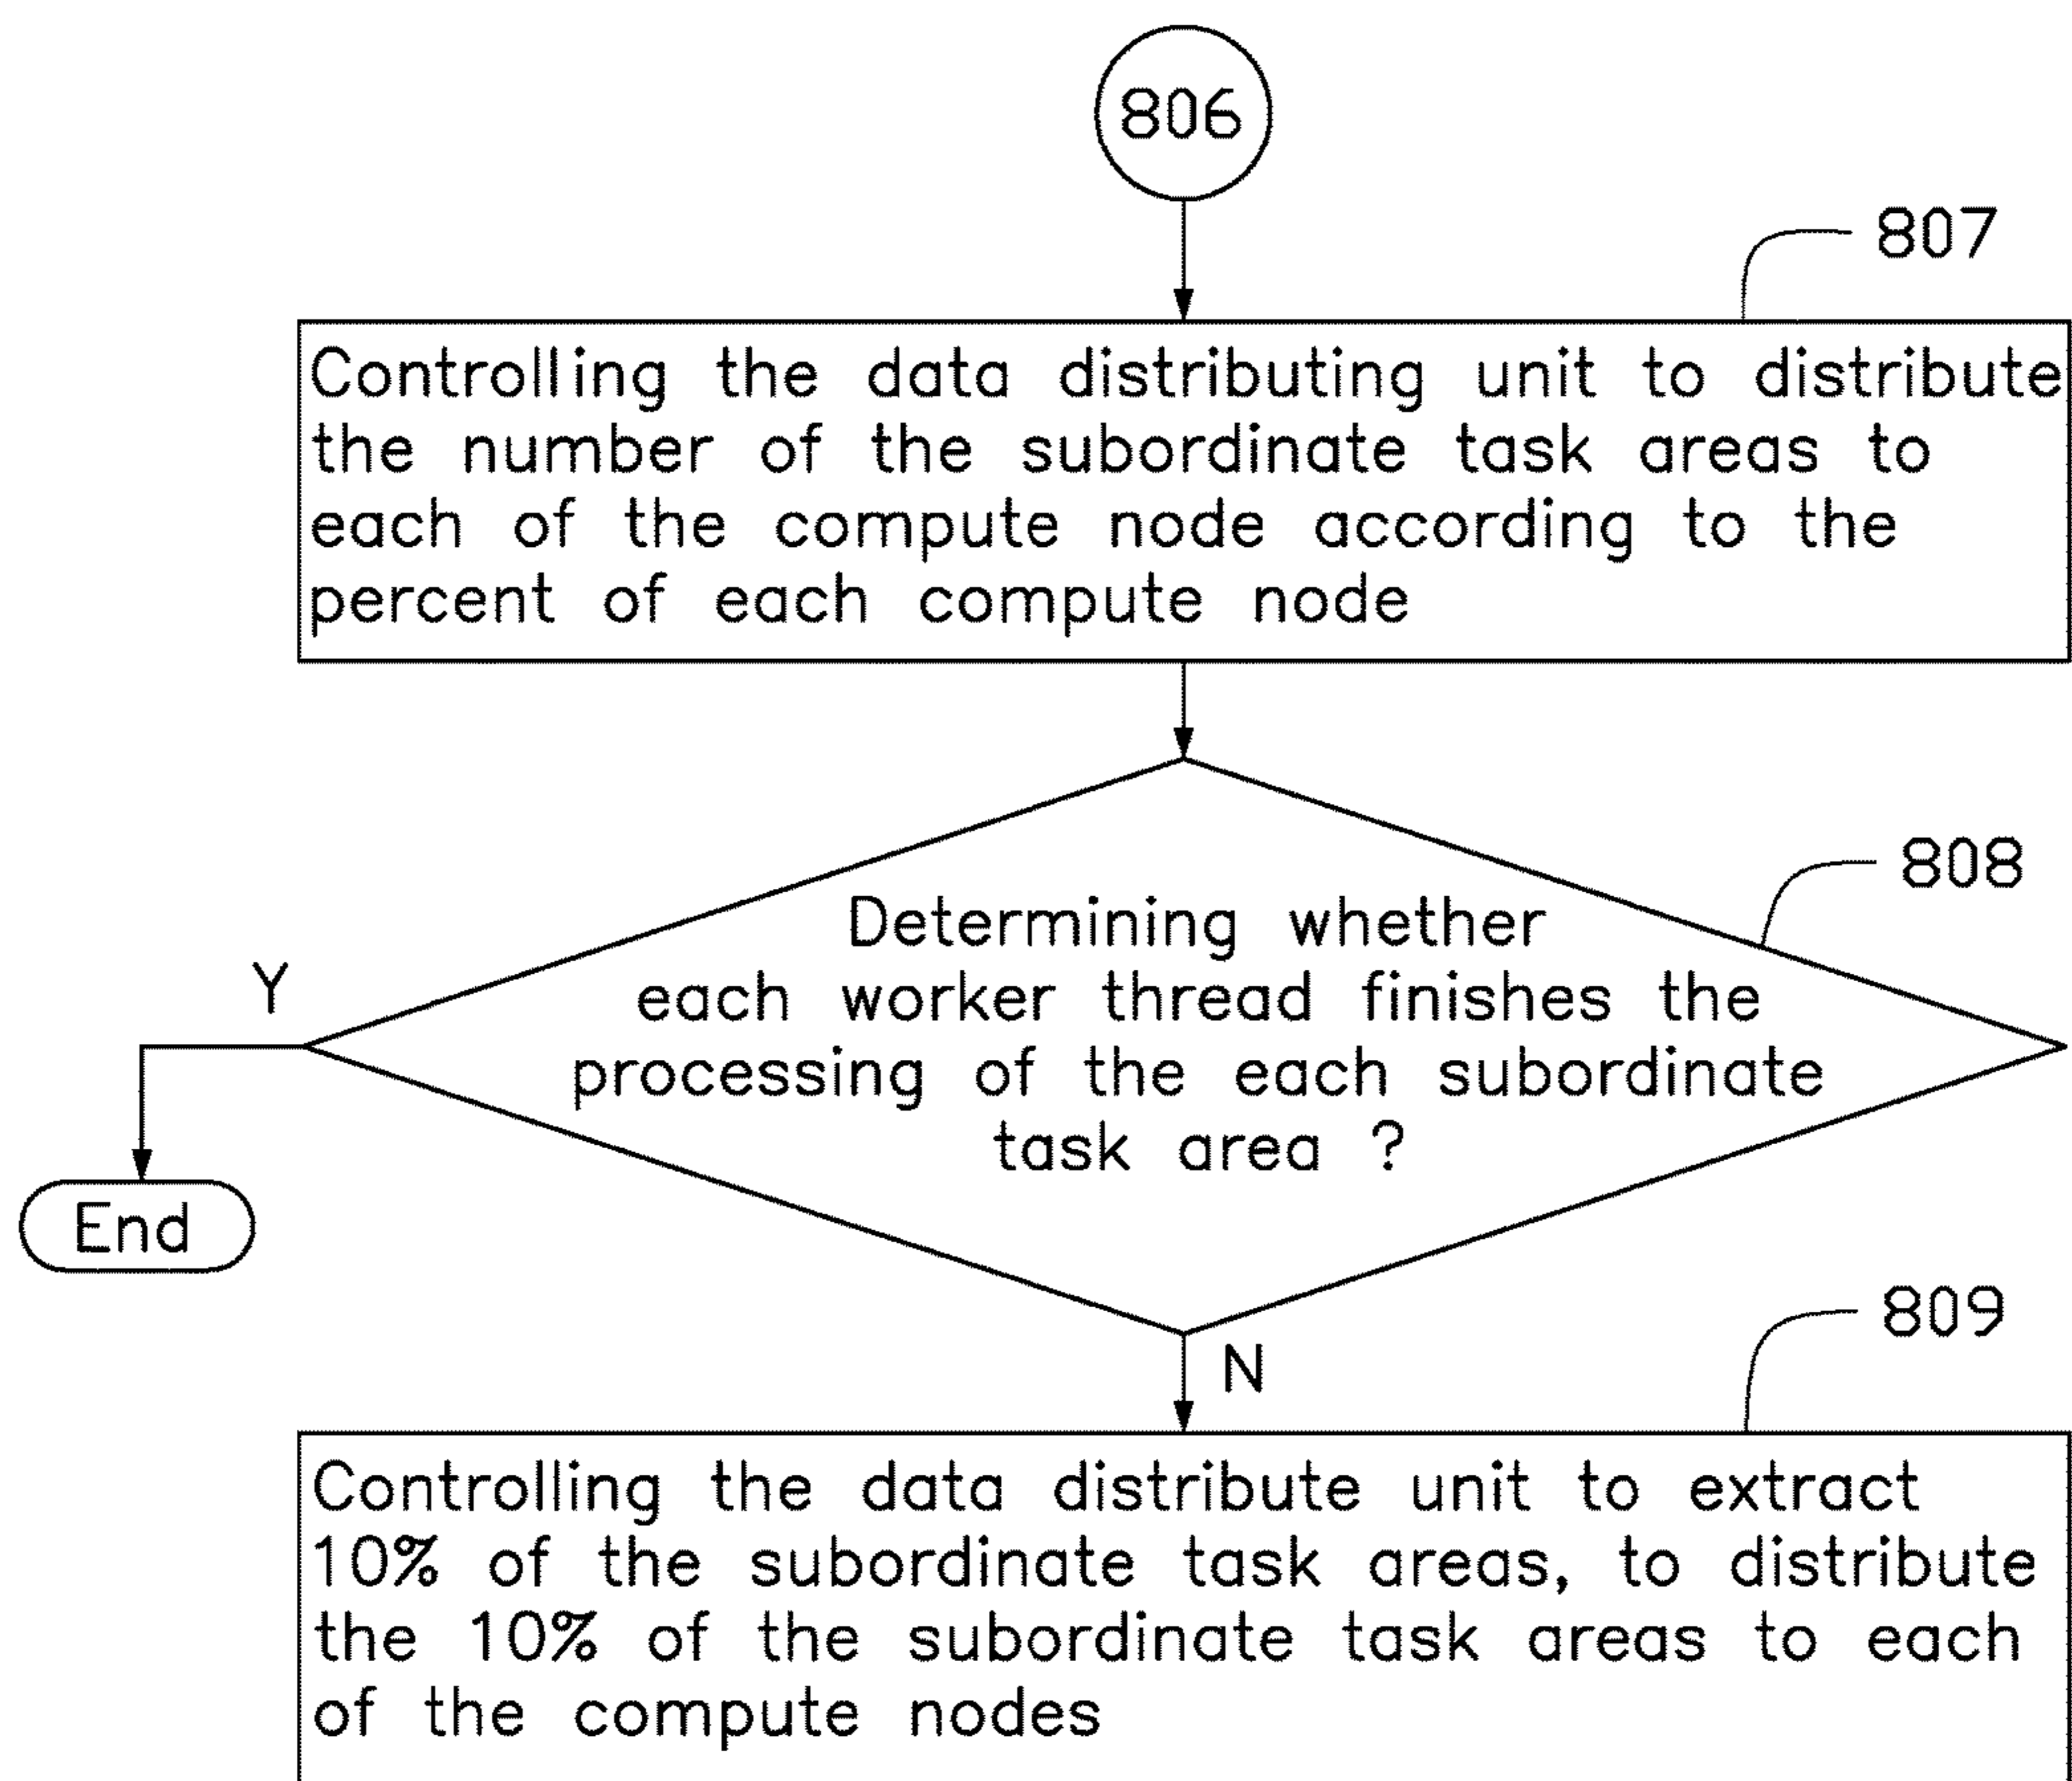 806
807
Controlling the data distributing unit to distribute
the number of the subordinate task areas to
each of the compute node according to the
percent of each compute node
808
Determining whether
each worker thread finishes the
processing of the each subordinate
task area ?
Y
End
N
809
Controlling the data distribute unit to extract
10% of the subordinate task areas, to distribute
the 10% of the subordinate task areas to each
of the compute nodes